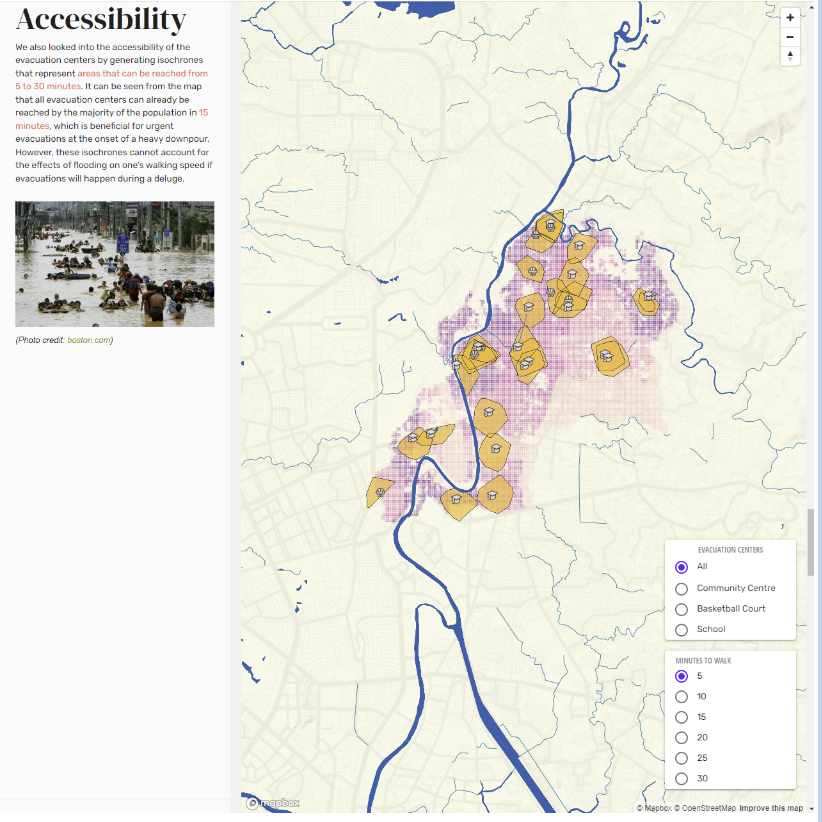 Accessibility
We also looked into the accessibility of the
evacuation centers by generating isochrones
that represent areas that can be reached from
5 to 30 minutes. It can be seen from the map
that all evacuation centers can already be
reached by the majority of the population in 15
minutes, which is beneficial for urgent
evacuations at the onset of a heavy downpour.
However, these isochrones cannot account for
the effects of flooding on one's walking speed if
evacuations will happen during a deluge.
(Photo credit: boston.com)
EVACUATION CENTERS
All
Community Centre
Basketball Court
School
MINUTES TO WALK
5
10
15
20
25
30
mapbox
© Mapbox © OpenStreetMap Improve this map